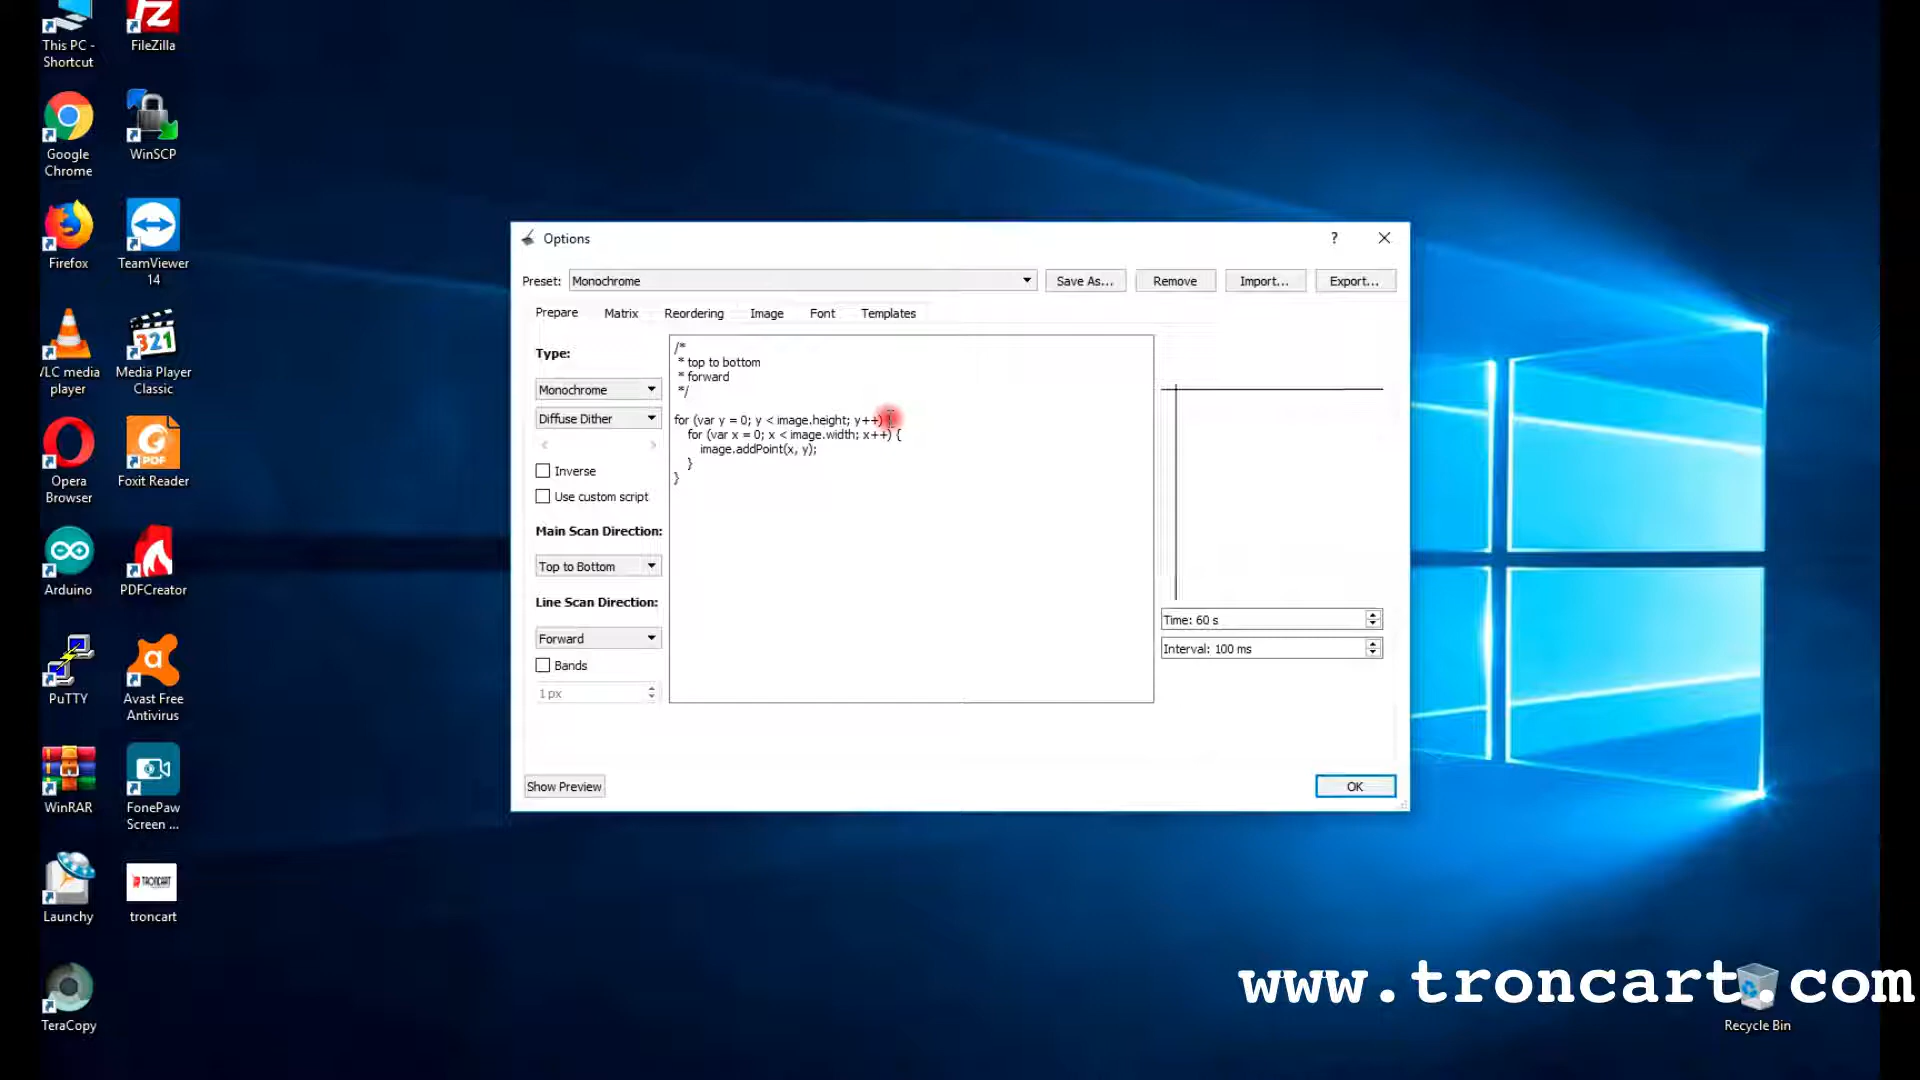 This PC -
Shortcut
FileZilla
Google
Chrome
WinSCP
Firefox
TeamViewer
14
VLC media
player
321
Media Player
Classic
Opera
Browser
PDF
Foxit Reader
Arduino
PDFCreator
PuTTY
Avast Free
Antivirus
WinRAR
FonePaw
Screen ...
Launchy
TRONCART
troncart
TeraCopy
Options
?
Preset:
Monochrome
Save As...
Remove
Import...
Export...
Prepare
Matrix
Reordering
Image
Font
Templates
Type:
Monochrome
Diffuse Dither
Inverse
Use custom script
Main Scan Direction:
Top to Bottom
Line Scan Direction:
Forward
Bands
1 px
/*
* top to bottom
* forward
*/
for (var y = 0; y < image.height; y++) {
for (var x = 0; x < image.width; x++) {
image.addPoint(x, y);
}
}
Time: 60 s
Interval: 100 ms
Show Preview
OK
www.troncart.com
Recycle Bin